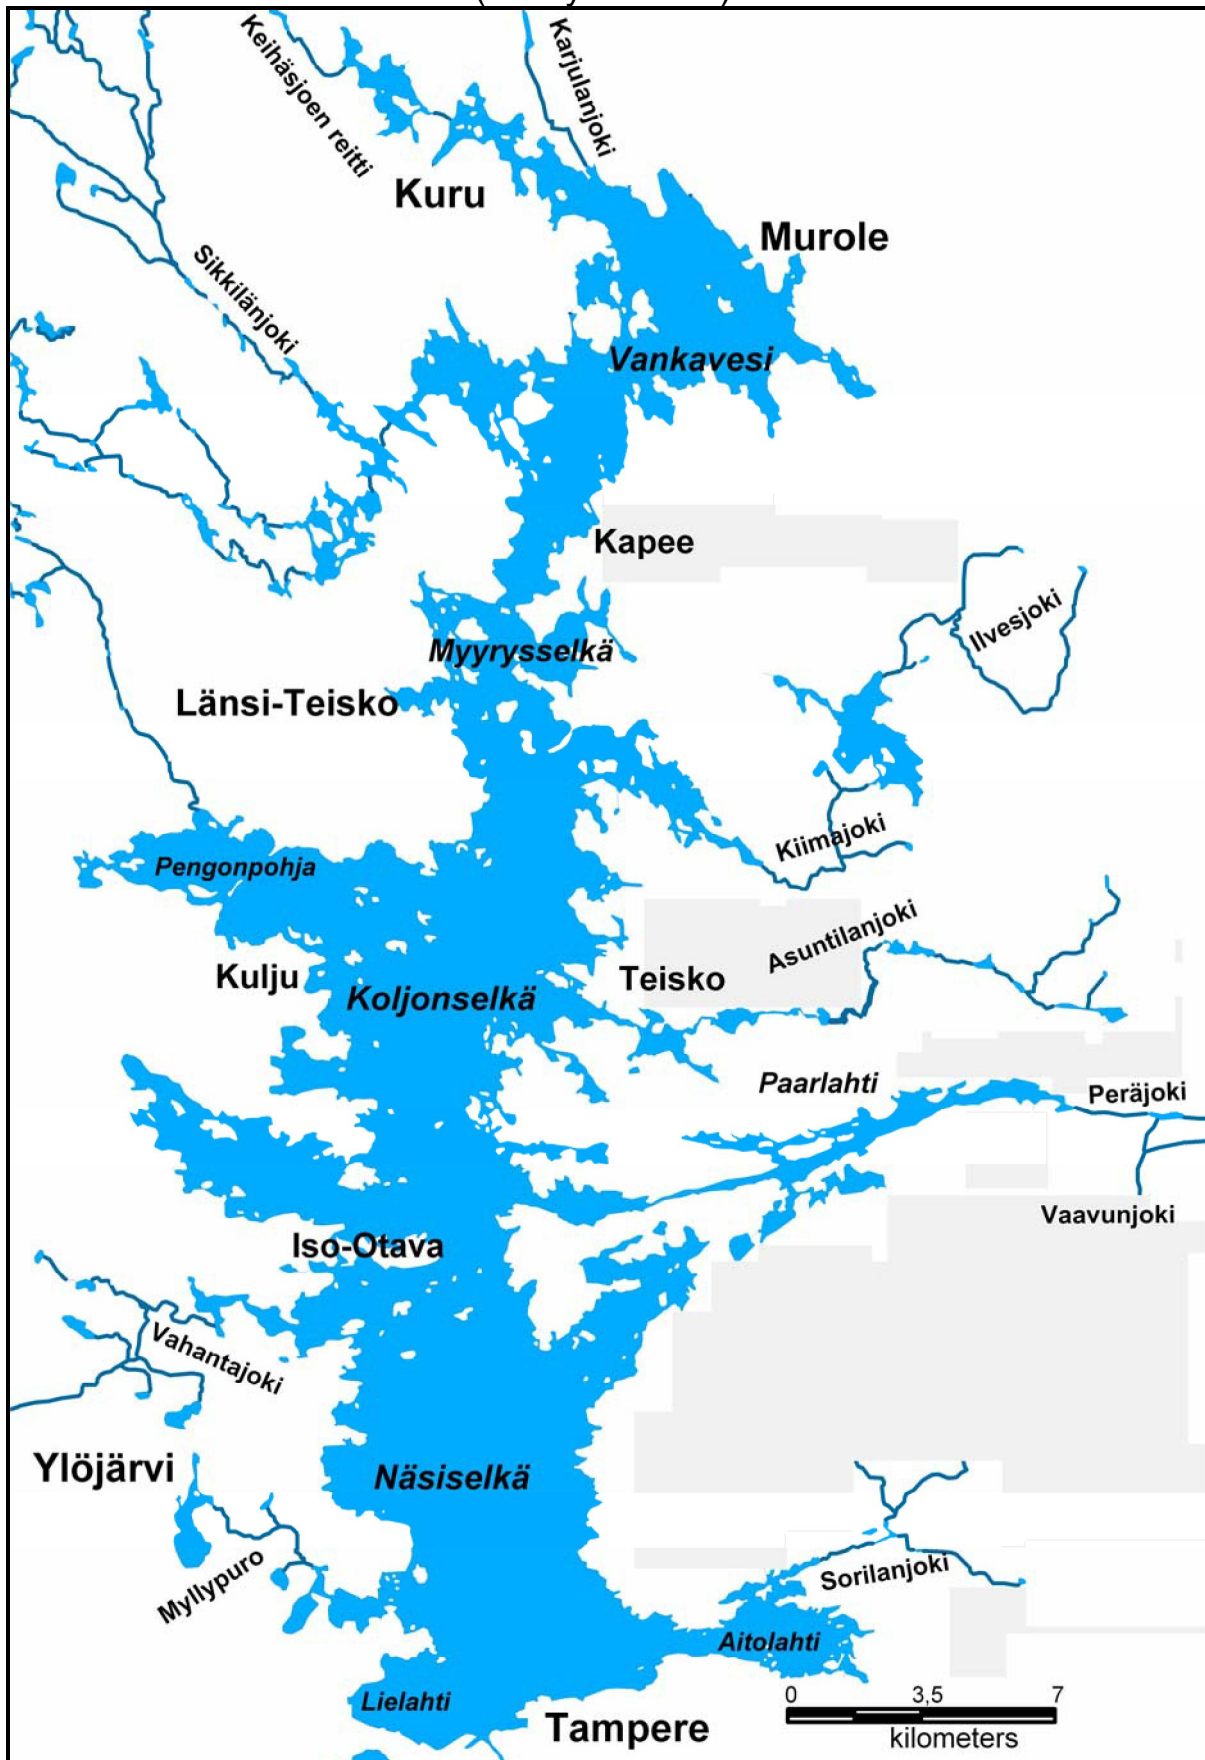 Keihäsjoen reitti
Karjulanjoki
Kuru
Murole
Sikkilänjoki
Vankavesi
Kapee
Ilvesjoki
Myyrysselkä
Länsi-Teisko
Kiimajoki
Pengonpohja
Asuntilanjoki
Kulju
Teisko
Koljonselkä
Paarlahti
Peräjoki
Vaavunjoki
Iso-Otava
Vahantajoki
Ylöjärvi
Näsiselkä
Myllypuro
Sorilanjoki
Aitolahti
Lielahti
0 3,5 7
Tampere
kilometers